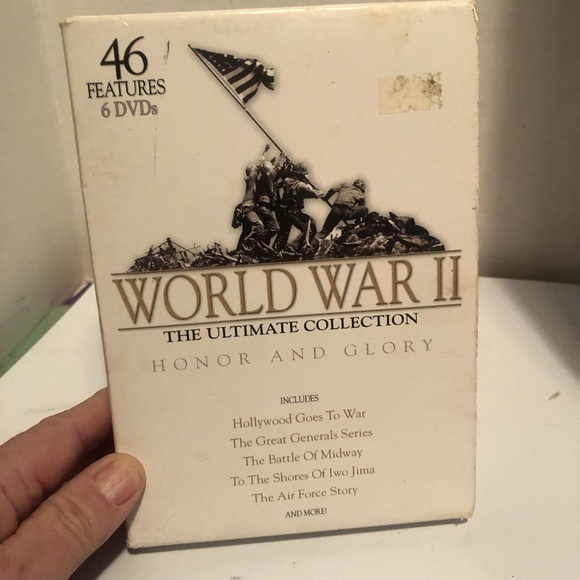 46
FEATURES
6 DVDs
WORLD WAR II
THE ULTIMATE COLLECTION
HONOR AND GLORY
INCLUDES
Hollywood Goes To War
The Great Generals Series
The Battle Of Midway
To The Shores Of Iwo Jima
The Air Force Story
AND MORE!